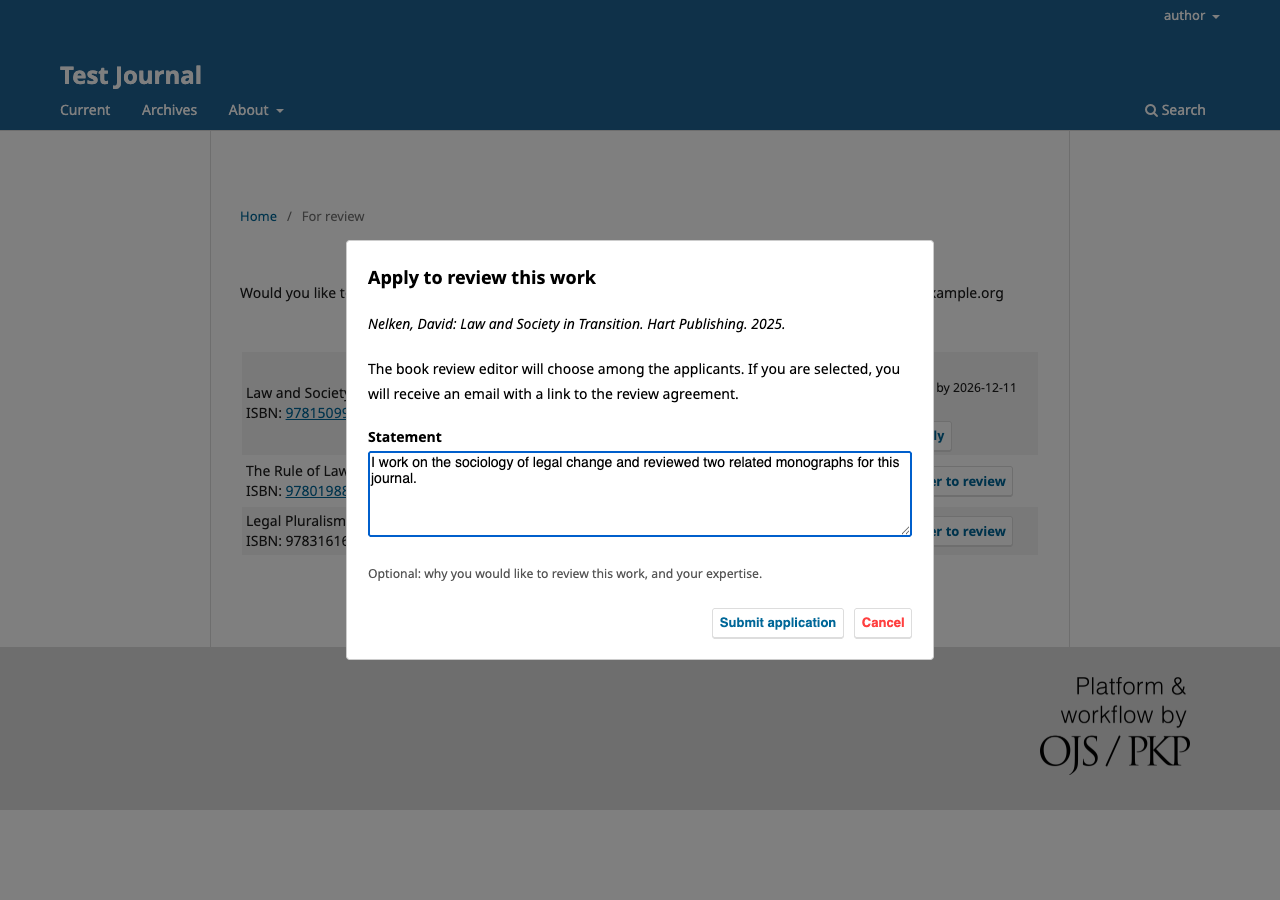 author
Test Journal
Current Archives About Search
Home / For review
Apply to review this work
Would you like
Nelken, David: Law and Society in Transition. Hart Publishing. 2025.
The book review editor will choose among the applicants. If you are selected, you
will receive an email with a link to the review agreement.
by 2026-12-11
Law and Society
ISBN:
Statement
I work on the sociology of legal change and reviewed two related monographs for this
journal.
The Rule of Law
to review
ISBN:
Legal Pluralism
to review
ISBN:
Optional: why you would like to review this work, and your expertise.
Submit application Cancel
Platform &
workflow by
OJS / PKP